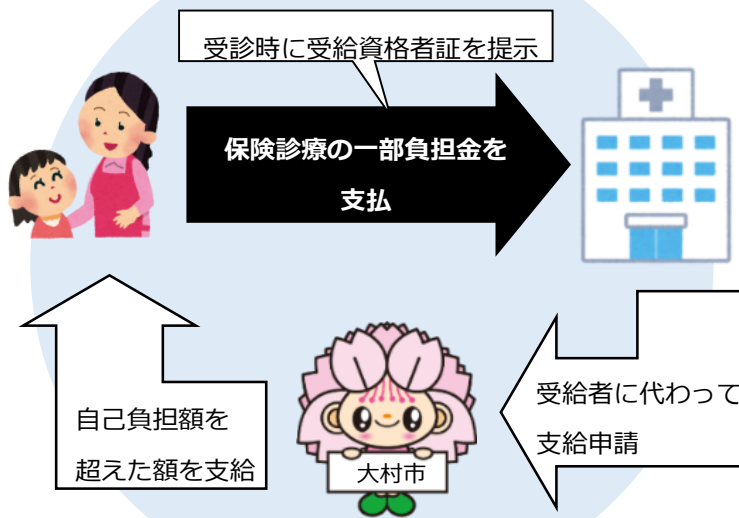 受診時に受給資格者証を提示
保険診療の一部負担金を
支払
受給者に代わって
支給申請
自己負担額を
超えた額を支給
大村市